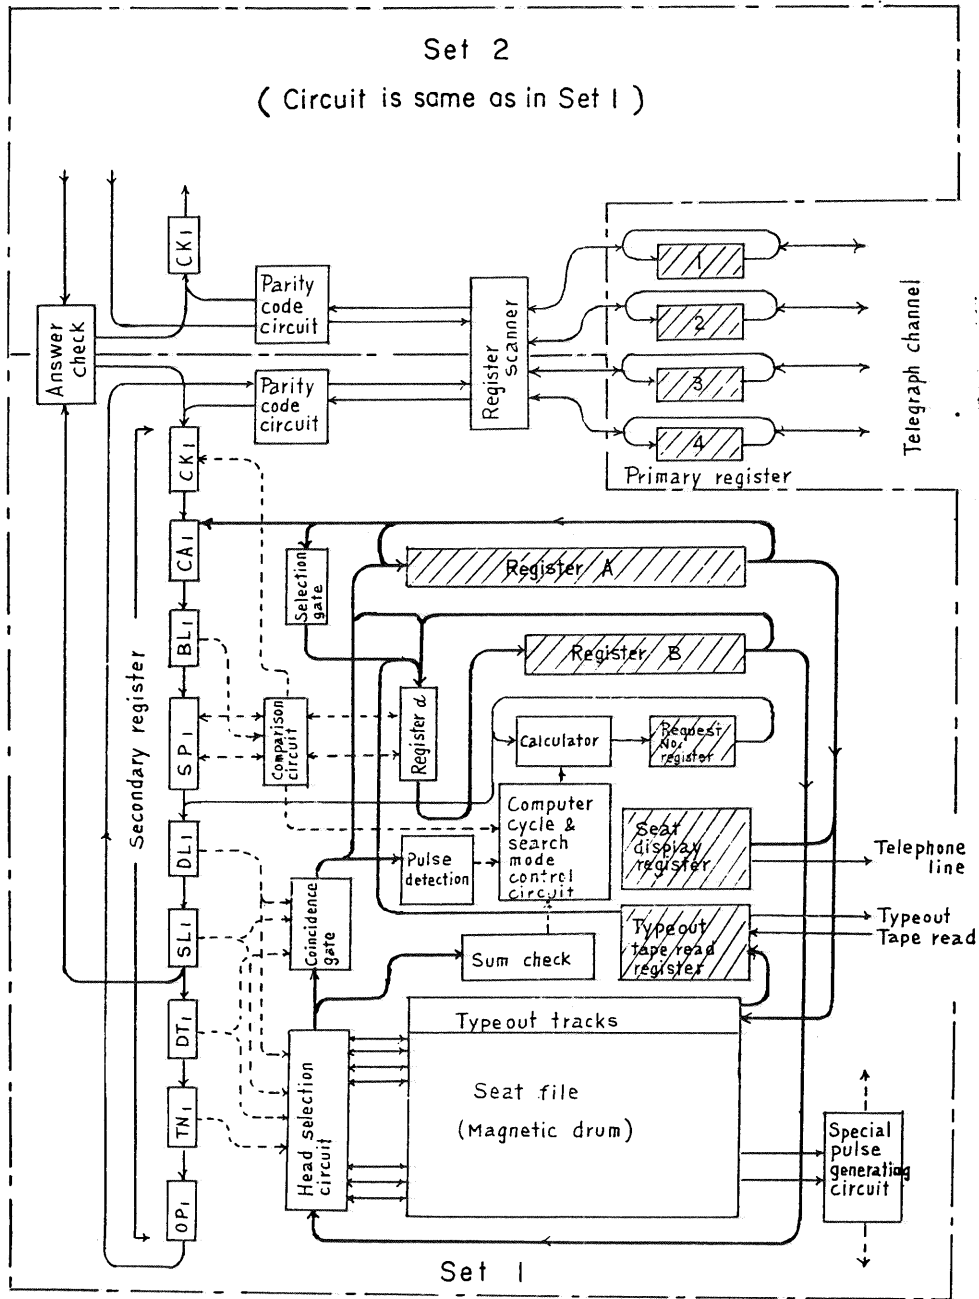 Set 2
( Circuit is same as in Set 1 )
CK1
Parity
code
circuit
Answer
check
Parity
code
circuit
Register
scanner
1
2
3
4
Primary register
Telegraph channel
Secondary register
CK1
CA1
BL1
SP1
DL1
SL1
DT1
TN1
OP1
Selection
gate
Register A
Register B
Comparison
circuit
Register α
Calculator
Request
No.
register
Computer
cycle &
search
mode
control
circuit
Seat
display
register
Telephone
line
Pulse
detection
Coincidence
gate
Sum check
Typeout
tape read
register
Typeout
Tape read
Typeout tracks
Seat file
(Magnetic drum)
Head selection
circuit
Special
pulse
generating
circuit
Set 1